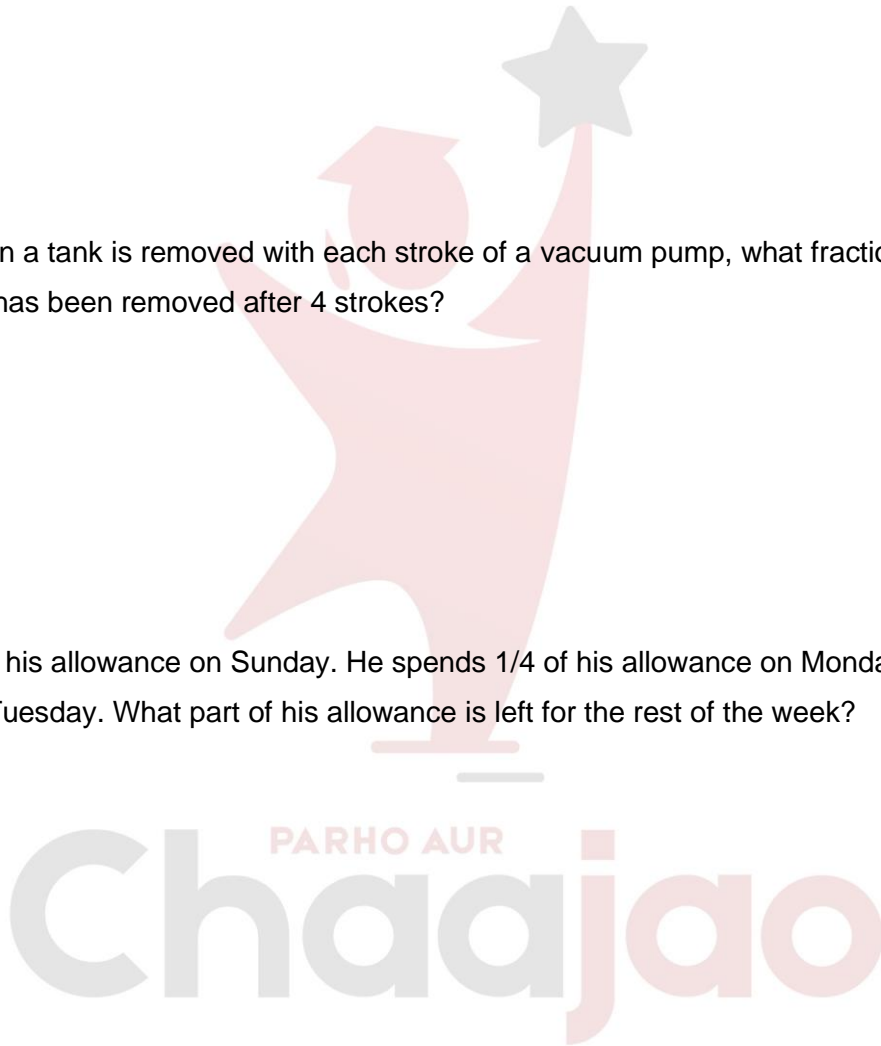 n a tank is removed with each stroke of a vacuum pump, what fractio
has been removed after 4 strokes?
his allowance on Sunday. He spends 1/4 of his allowance on Monda
Tuesday. What part of his allowance is left for the rest of the week?
PARHO AUR
Chaajao